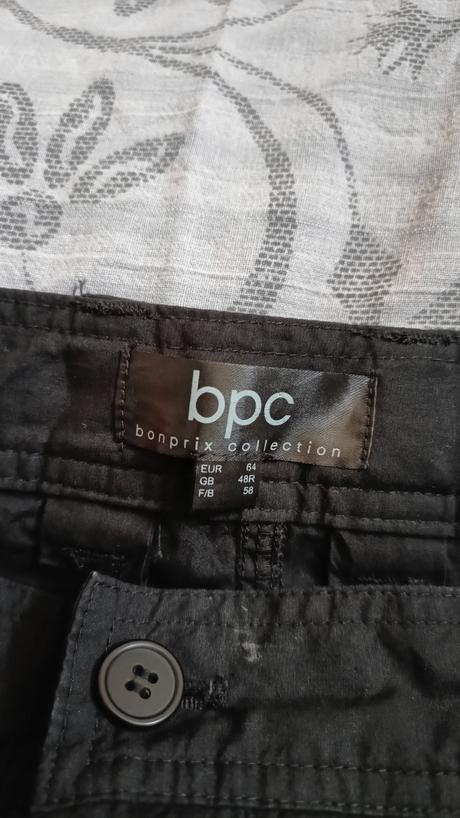 bpc
bonprix collection
EUR 64
GB 48R
F/B 58